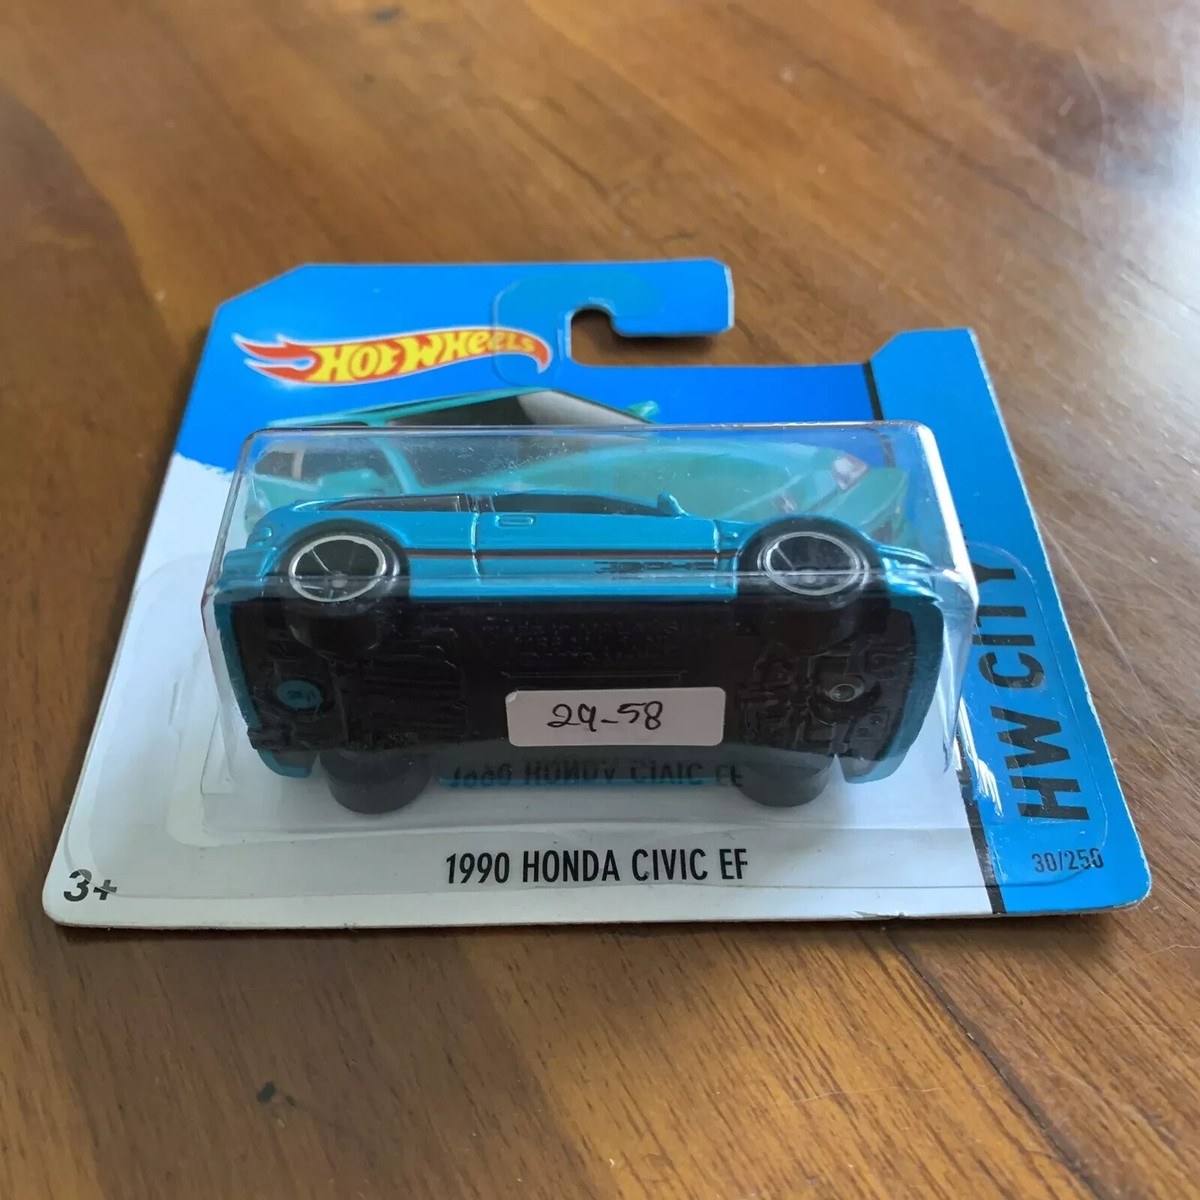 HOT WHEELS
29-58
1990 HONDA CIVIC EF
3+
HW CITY
30/250